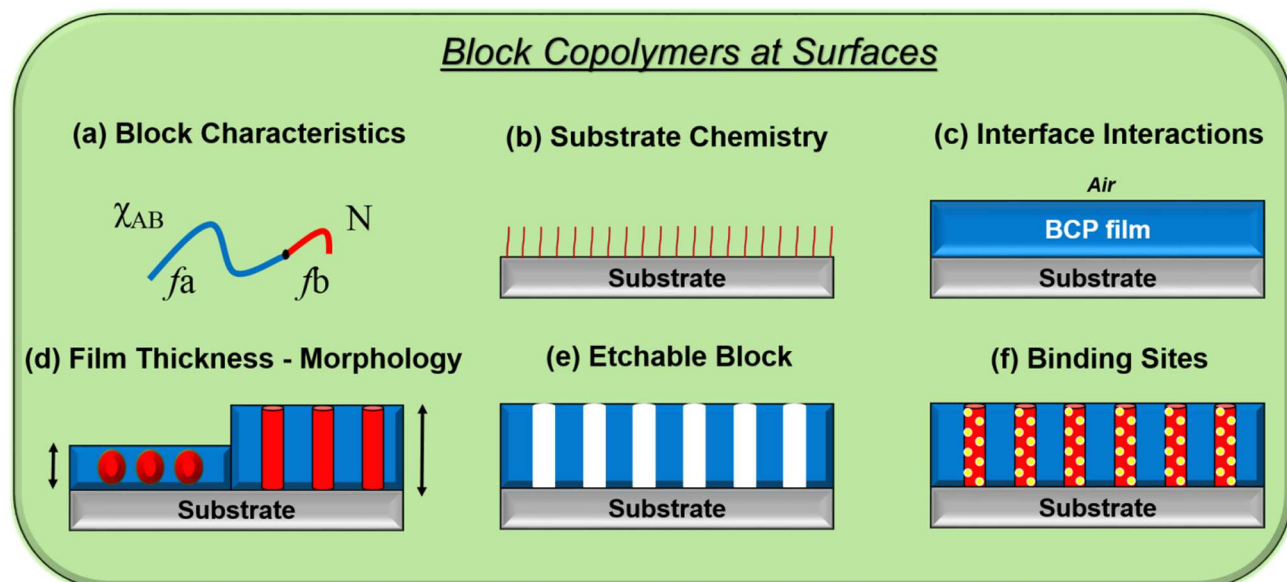 Block Copolymers at Surfaces
(a) Block Characteristics
χAB
N
fa
fb
(b) Substrate Chemistry
Substrate
(c) Interface Interactions
Air
BCP film
Substrate
(d) Film Thickness - Morphology
Substrate
(e) Etchable Block
Substrate
(f) Binding Sites
Substrate